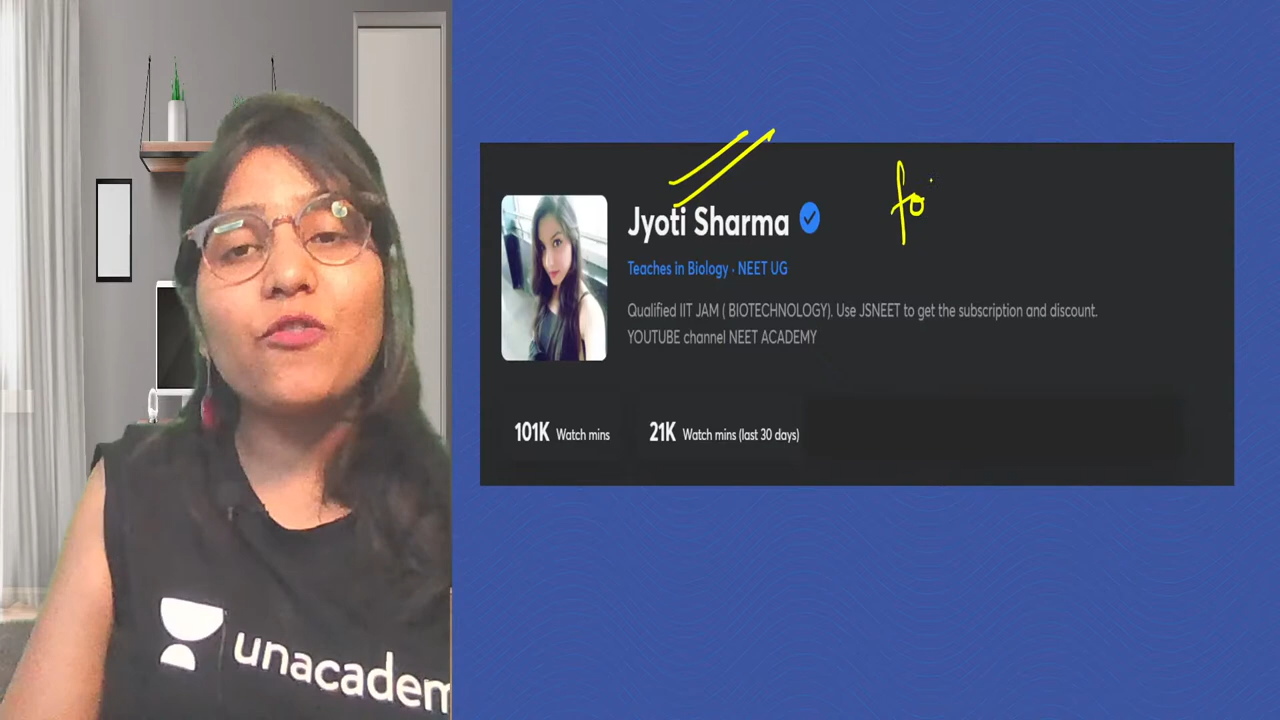 fo
Jyoti Sharma
Teaches in Biology · NEET UG
Qualified IIT JAM ( BIOTECHNOLOGY). Use JSNEET to get the subscription and discount.
YOUTUBE channel NEET ACADEMY
101K Watch mins
21K Watch mins (last 30 days)
unacadem